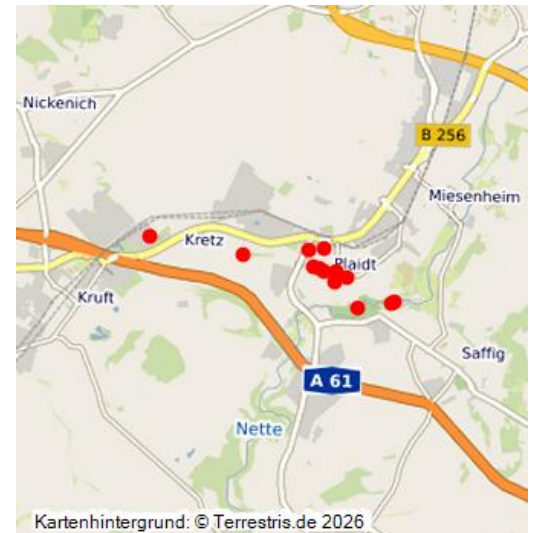 Nickenich
B 256
Miesenheim
Kretz
Plaidt
Kruft
Saffig
A 61
Nette
Kartenhintergrund: © Terrestris.de 2026